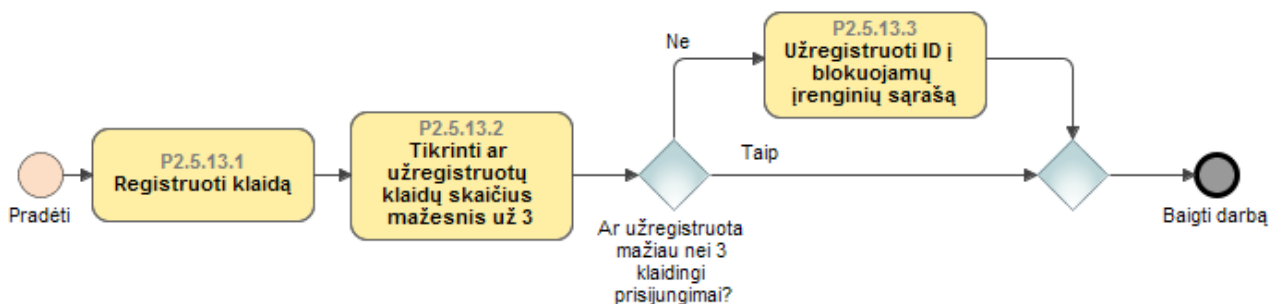 Pradėti
P2.5.13.1
Registruoti klaidą
P2.5.13.2
Tikrinti ar
užregistruotų
klaidų skaičius
mažesnis už 3
Ar užregistruota
mažiau nei 3
klaidingi
prisijungimai?
Ne
P2.5.13.3
Užregistruoti ID į
blokuojamų
įrenginių sąrašą
Taip
Baigti darbą